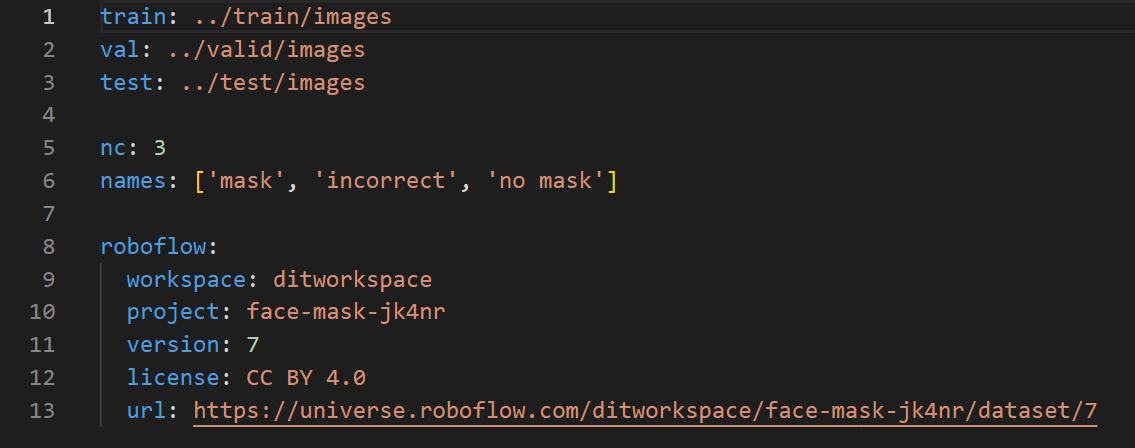 1 train: ../train/images
2 val: ../valid/images
3 test: ../test/images
4
5 nc: 3
6 names: ['mask', 'incorrect', 'no mask']
7
8 roboflow:
9   workspace: ditworkspace
10   project: face-mask-jk4nr
11   version: 7
12   license: CC BY 4.0
13   url: https://universe.roboflow.com/ditworkspace/face-mask-jk4nr/dataset/7